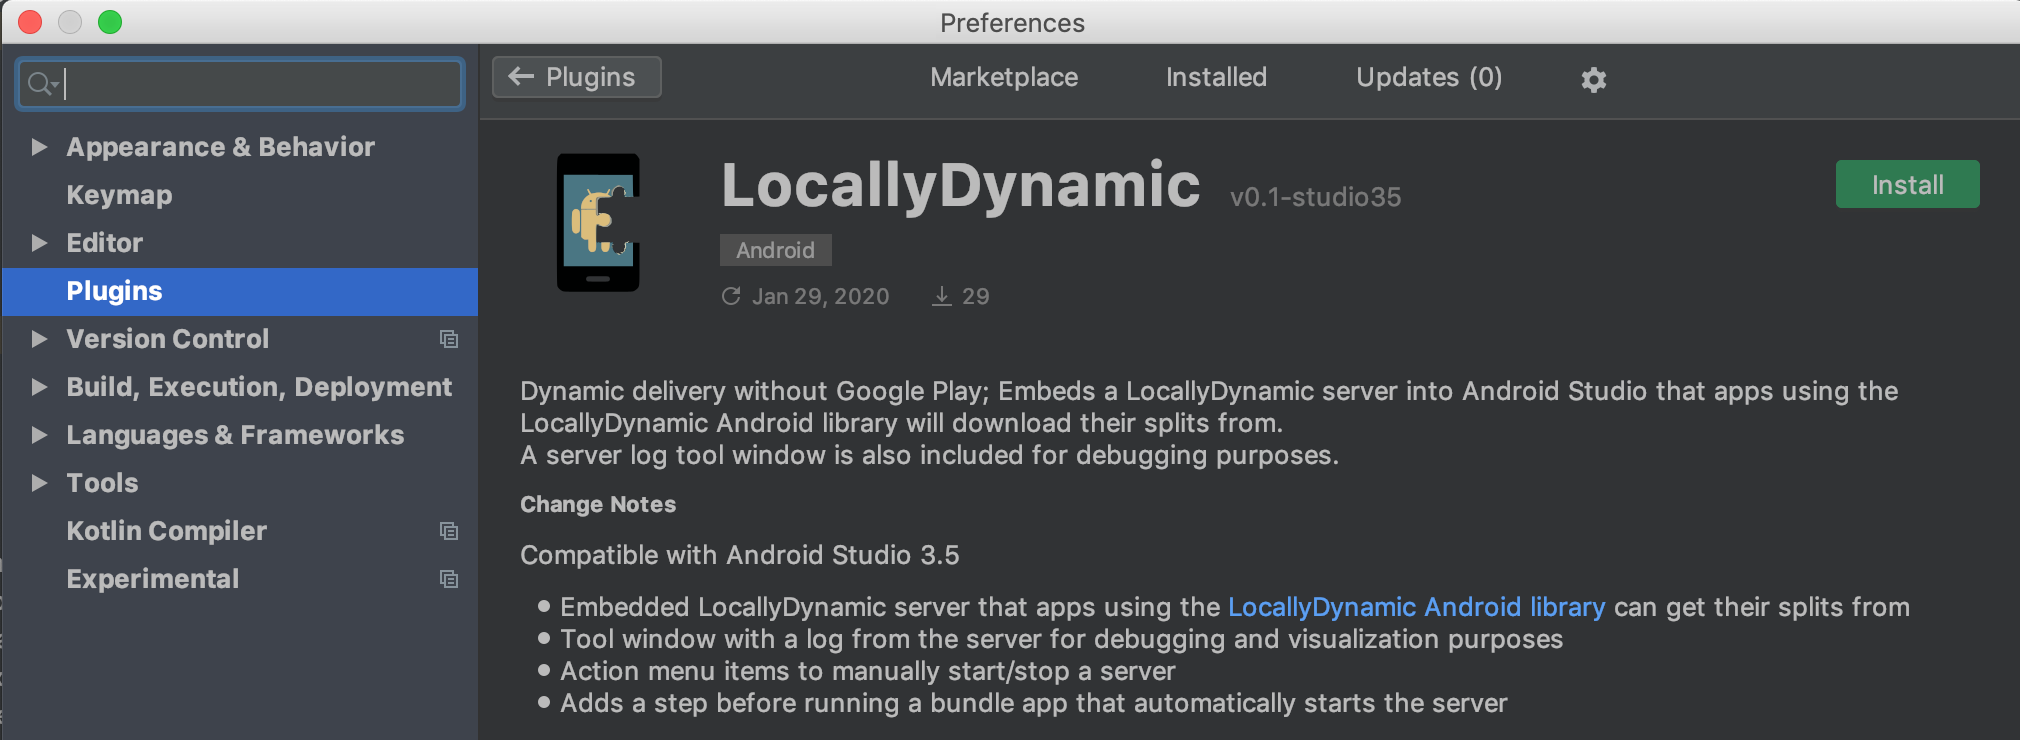 Preferences
Plugins
Marketplace
Installed
Updates (0)
Appearance & Behavior
Keymap
Editor
Plugins
Version Control
Build, Execution, Deployment
Languages & Frameworks
Tools
Kotlin Compiler
Experimental
LocallyDynamic v0.1-studio35
Install
Android
Jan 29, 2020 29
Dynamic delivery without Google Play; Embeds a LocallyDynamic server into Android Studio that apps using the
LocallyDynamic Android library will download their splits from.
A server log tool window is also included for debugging purposes.
Change Notes
Compatible with Android Studio 3.5
• Embedded LocallyDynamic server that apps using the LocallyDynamic Android library can get their splits from
• Tool window with a log from the server for debugging and visualization purposes
• Action menu items to manually start/stop a server
• Adds a step before running a bundle app that automatically starts the server